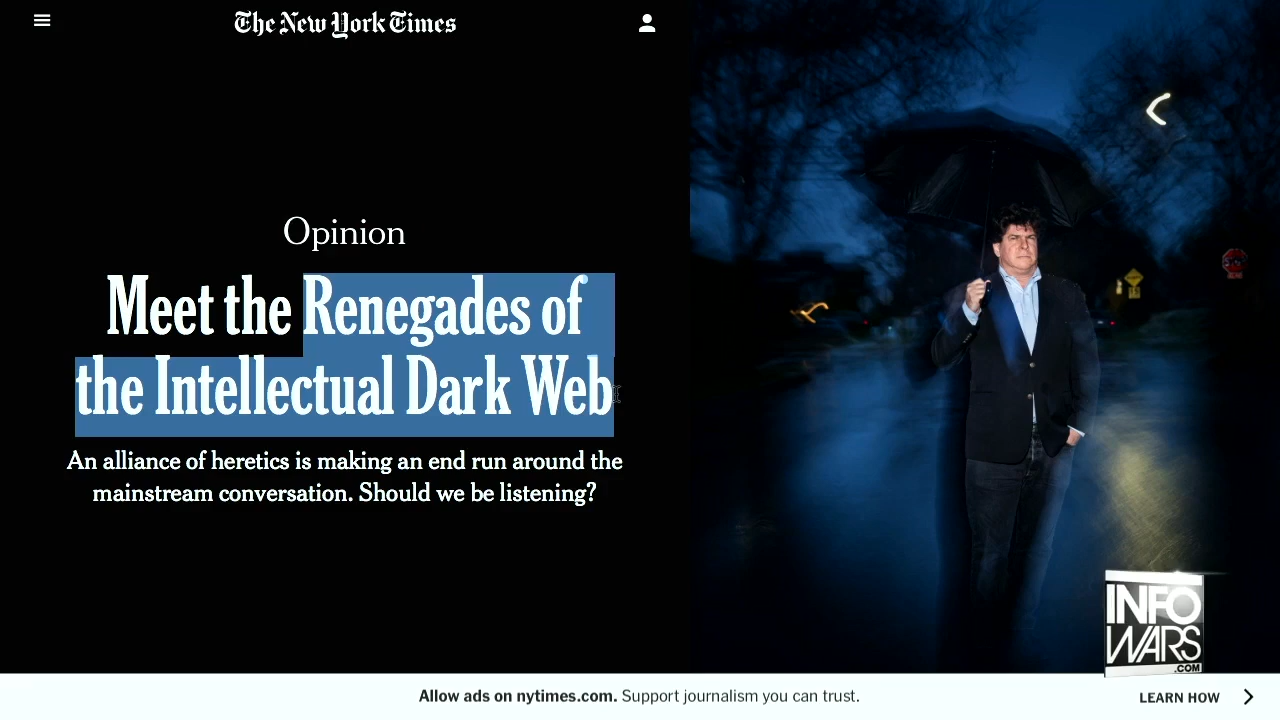 The New York Times
Opinion
Meet the Renegades of
the Intellectual Dark Web
An alliance of heretics is making an end run around the
mainstream conversation. Should we be listening?
INFO
WARS
.COM
Allow ads on nytimes.com. Support journalism you can trust.
LEARN HOW